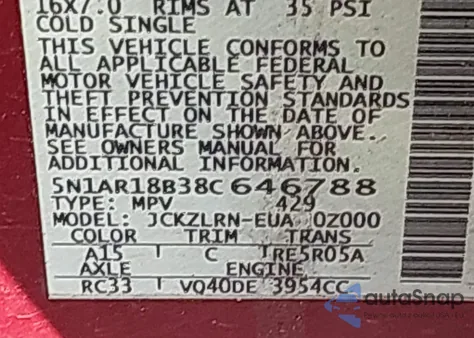 16X7.0 RIMS AT 35 PSI
COLD SINGLE
THIS VEHICLE CONFORMS TO
ALL APPLICABLE FEDERAL
MOTOR VEHICLE SAFETY AND
THEFT PREVENTION STANDARDS
IN EFFECT ON THE DATE OF
MANUFACTURE SHOWN ABOVE.
SEE OWNERS MANUAL FOR
ADDITIONAL INFORMATION.
5N1AR18B38C646788
TYPE: MPV 429
MODEL: JCKZLRN-EUA 0Z000
COLOR TRIM TRANS
A15 C RE5R05A
AXLE ENGINE
RC33 VQ40DE 3954CC
autaSnap